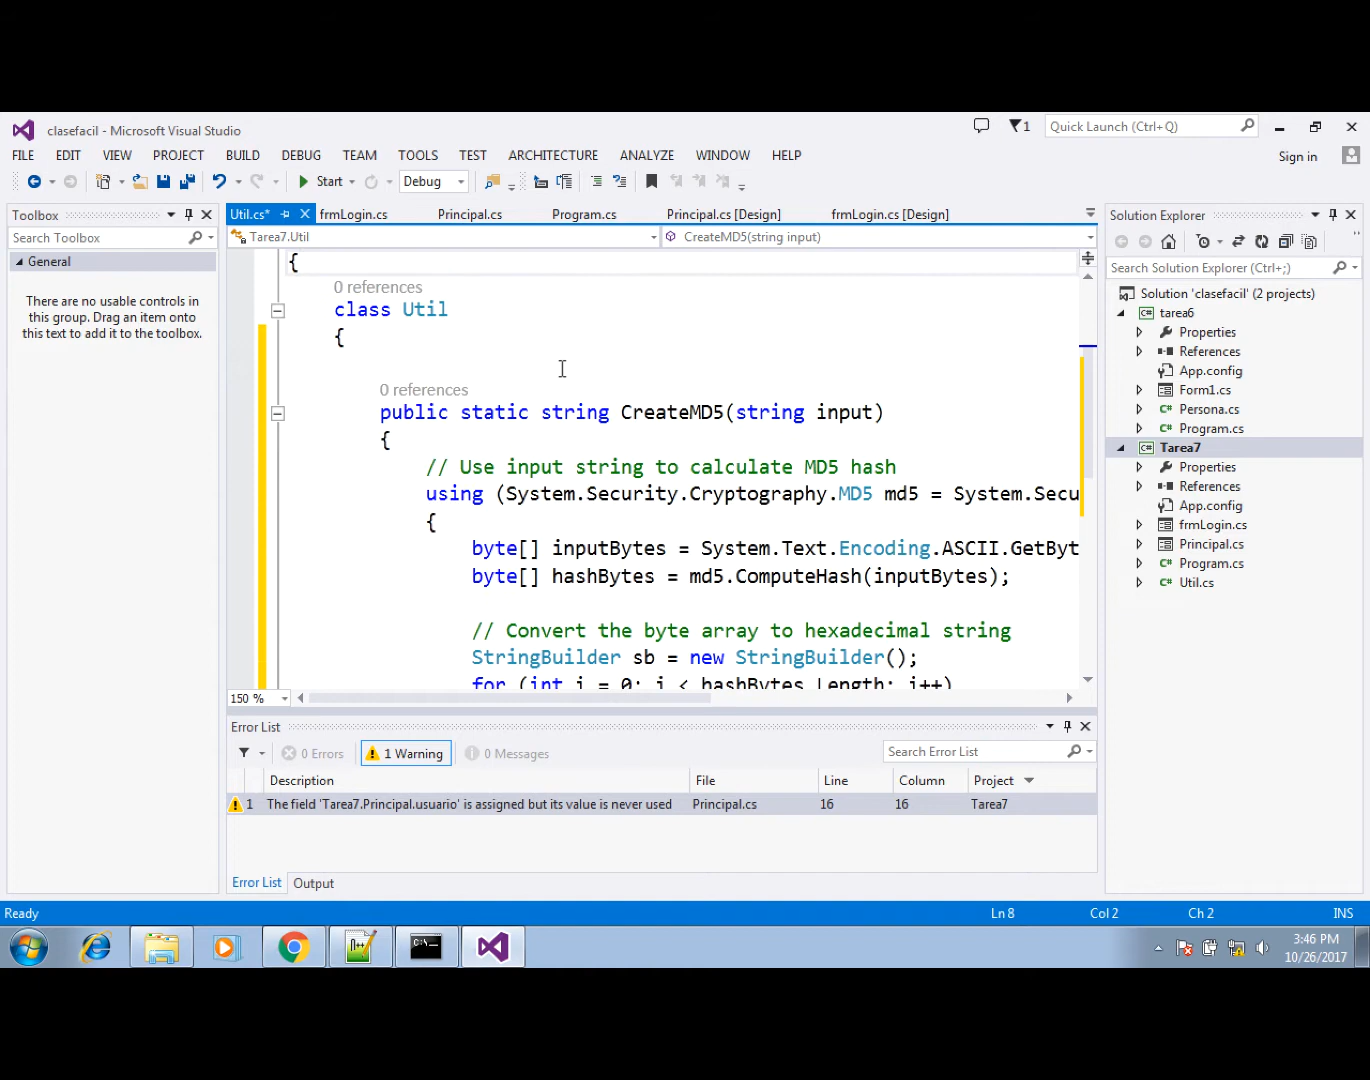 clasefacil - Microsoft Visual Studio
1
Quick Launch (Ctrl+Q)
FILE EDIT VIEW PROJECT BUILD DEBUG TEAM TOOLS TEST ARCHITECTURE ANALYZE WINDOW HELP
Sign in
Start
Debug
Toolbox
Search Toolbox
General
There are no usable controls in
this group. Drag an item onto
this text to add it to the toolbox.
Util.cs* frmLogin.cs Principal.cs Program.cs Principal.cs [Design] frmLogin.cs [Design]
Tarea7.Util
CreateMD5(string input)
{
0 references
class Util
{
0 references
public static string CreateMD5(string input)
{
// Use input string to calculate MD5 hash
using (System.Security.Cryptography.MD5 md5 = System.Secu
{
byte[] inputBytes = System.Text.Encoding.ASCII.GetByt
byte[] hashBytes = md5.ComputeHash(inputBytes);
// Convert the byte array to hexadecimal string
StringBuilder sb = new StringBuilder();
for (int i = 0; i < hashBytes.Length; i++)
150 %
Solution Explorer
Search Solution Explorer (Ctrl+;)
Solution 'clasefacil' (2 projects)
C# tarea6
Properties
References
App.config
Form1.cs
C# Persona.cs
C# Program.cs
C# Tarea7
Properties
References
App.config
frmLogin.cs
Principal.cs
C# Program.cs
C# Util.cs
Error List
0 Errors
1 Warning
0 Messages
Search Error List
Description File Line Column Project
1 The field 'Tarea7.Principal.usuario' is assigned but its value is never used Principal.cs 16 16 Tarea7
Error List Output
Ready
Ln 8 Col 2 Ch 2 INS
3:46 PM
10/26/2017